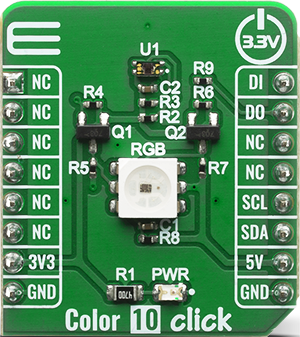 3.3V
U1
NC DI
NC R4 C2 R9 DO
R3 R6
NC R2 NC
Q1 Q2
NC RGB NC
R5 R7
NC SCL
NC C1 SDA
R8
3V3 5V
GND R1 PWR GND
4700
Color 10 click